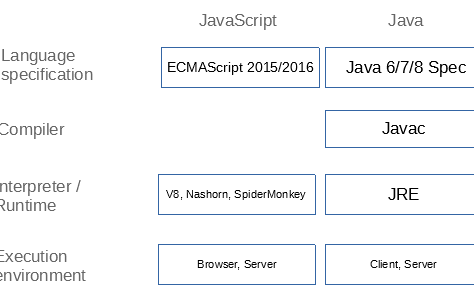 JavaScript Java
Language
specification
ECMAScript 2015/2016 Java 6/7/8 Spec
Compiler Javac
nterpreter /
Runtime
V8, Nashorn, SpiderMonkey JRE
Execution
environment
Browser, Server Client, Server